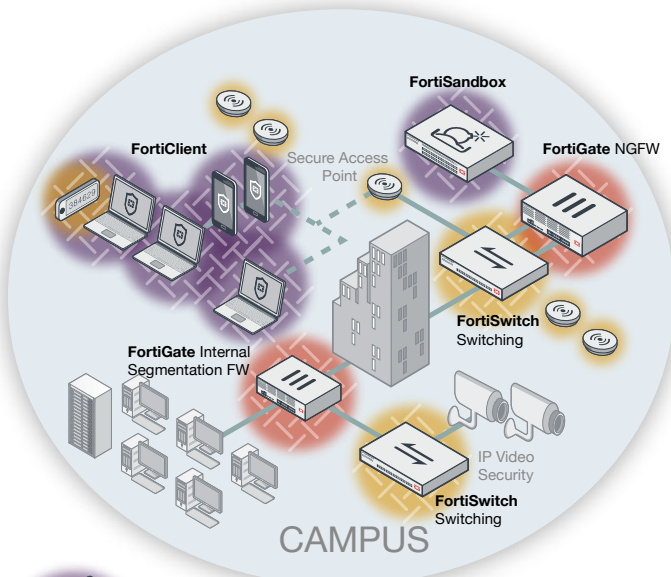 FortiSandbox
FortiClient
FortiGate NGFW
Secure Access
Point
384629
FortiSwitch
Switching
FortiGate Internal
Segmentation FW
IP Video
Security
FortiSwitch
Switching
CAMPUS